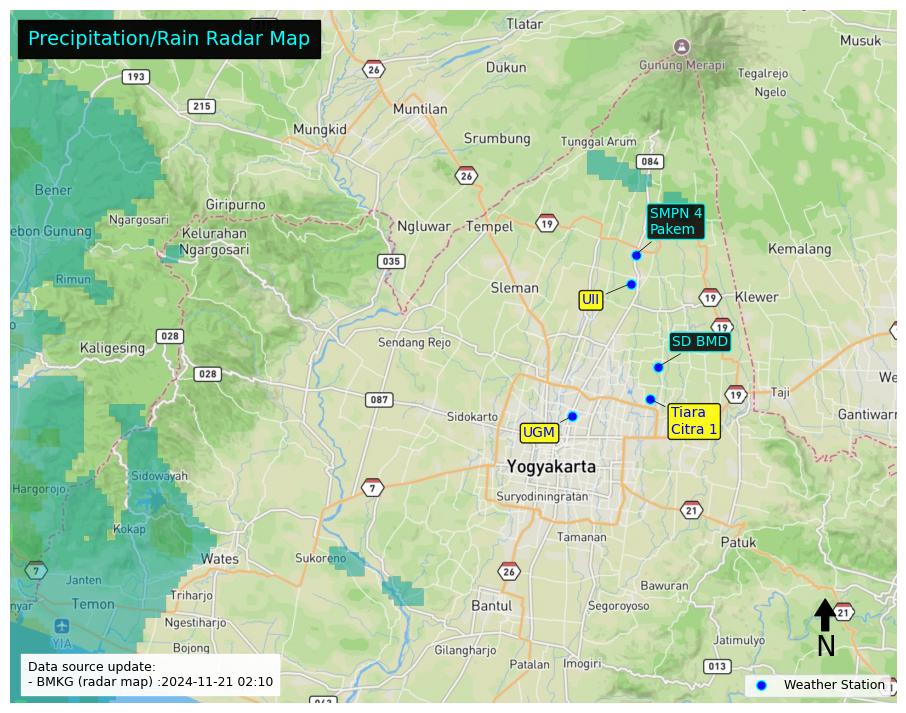 Precipitation/Rain Radar Map
Tlatar
Musuk
26
Dukun
Gunung Merapi
Tegalrejo
193
Ngelo
215
Muntilan
Mungkid
Srumbung
Tunggal Arum
084
26
Bener
Giripurno
Ngargosari
SMPN 4
Pakem
ebon Gunung
Kelurahan
Ngargosari
Ngluwar
Tempel
19
Kemalang
035
Rimun
Sleman
UII
19
Klewer
19
028
Kaligesing
Sendang Rejo
SD BMD
028
We
087
19
Taji
Sidokarto
Tiara
Citra 1
Gantiwarn
UGM
Yogyakarta
Sidowayah
Hargorojo
7
Suryodiningratan
21
Kokap
Tamanan
Patuk
Wates
Sukoreno
7
26
Janten
Bawuran
Triharjo
nyar
Temon
Bantul
Segoroyoso
21
Ngestiharjo
YIA
Jatimulyo
N
Bojong
Gilangharjo
Patalan
Imogiri
013
Data source update:
- BMKG (radar map) :2024-11-21 02:10
Weather Station